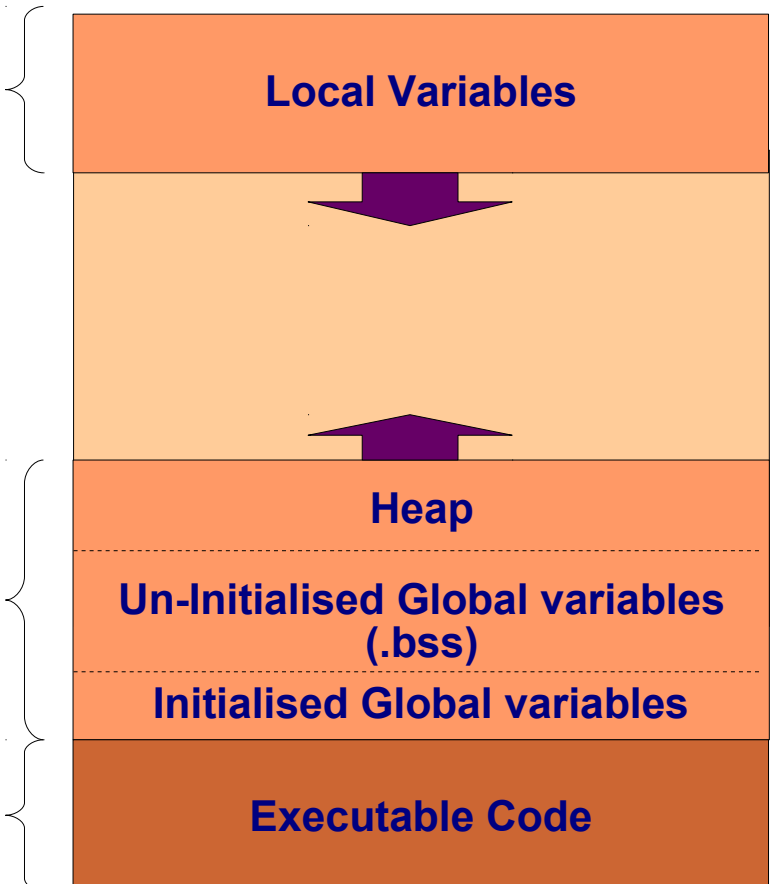 Local Variables
Heap
Un-Initialised Global variables
(.bss)
Initialised Global variables
Executable Code